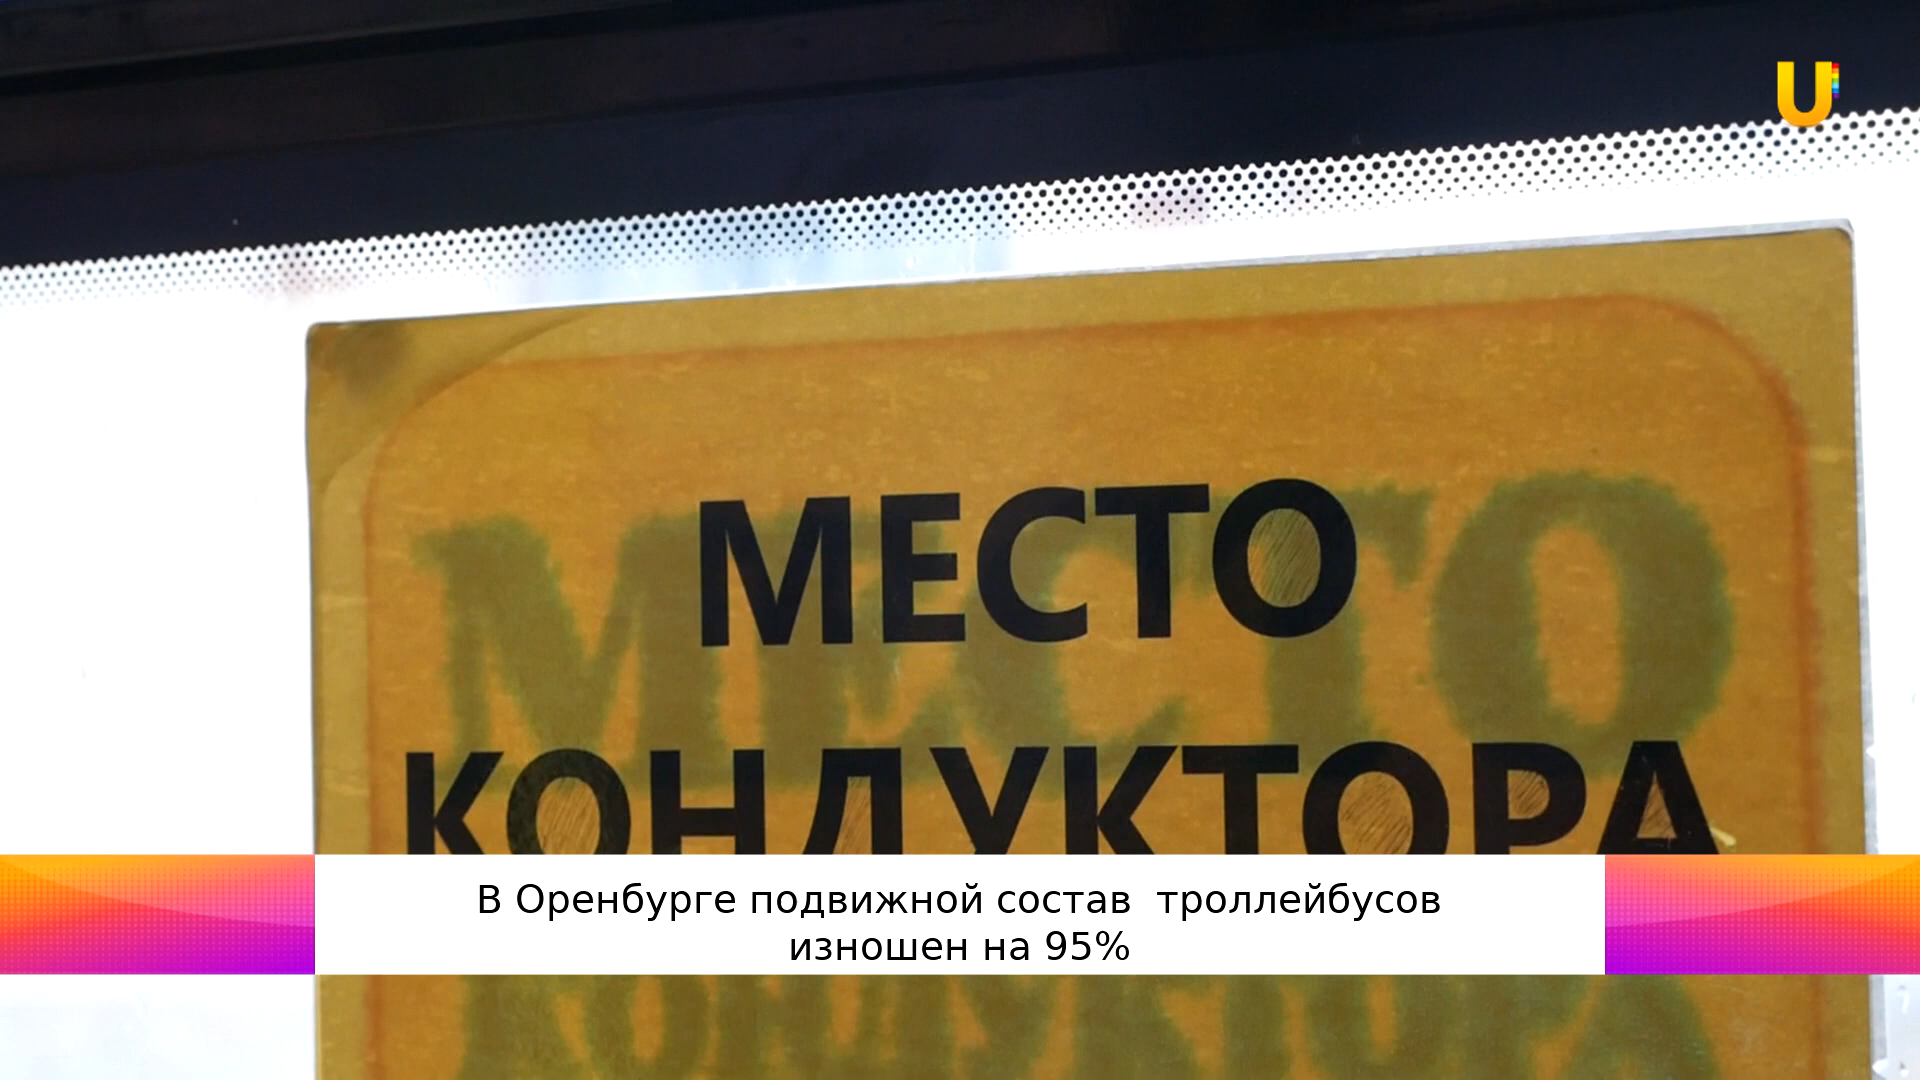 U
МЕСТО
КОНДУКТОРА
В Оренбурге подвижной состав троллейбусов
изношен на 95%